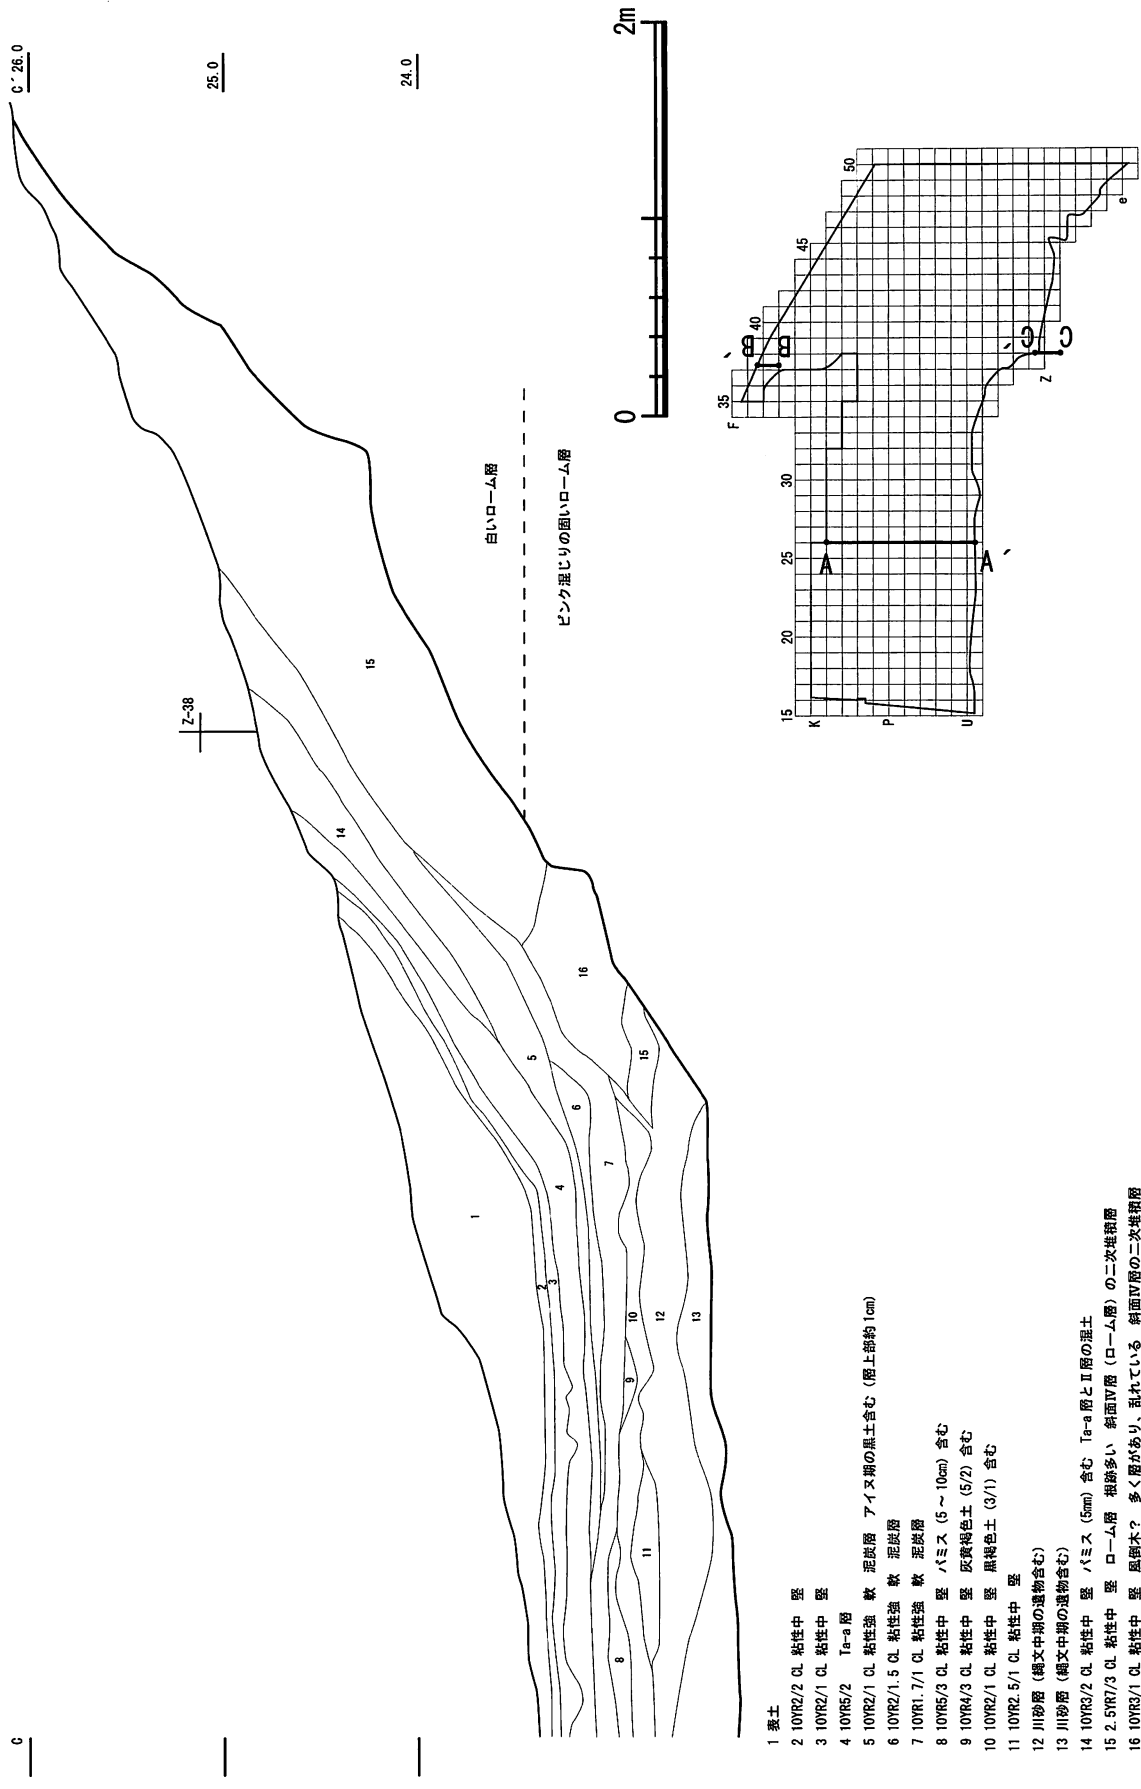 C
C´ 26.0
25.0
24.0
Z-38
白いローム層
ピンク混じりの固いローム層
1
2
3
4
5
6
7
8
9
10
11
12
13
14
15
15
16
0
2m
1 表土
2 10YR2/2 CL 粘性中 堅
3 10YR2/1 CL 粘性中 堅
4 10YR5/2 Ta-a 層
5 10YR2/1 CL 粘性強 軟 泥炭層 アイヌ期の黒土含む (層上部約1cm)
6 10YR2/1.5 CL 粘性強 軟 泥炭層
7 10YR1.7/1 CL 粘性強 軟 泥炭層
8 10YR5/3 CL 粘性中 堅 パミス (5～10cm) 含む
9 10YR4/3 CL 粘性中 堅 灰黄褐色土 (5/2) 含む
10 10YR2/1 CL 粘性中 堅 黒褐色土 (3/1) 含む
11 10YR2.5/1 CL 粘性中 堅
12 川砂層 (縄文中期の遺物含む)
13 川砂層 (縄文中期の遺物含む)
14 10YR3/2 CL 粘性中 堅 パミス (5mm) 含む Ta-a 層とⅡ層の混土
15 2.5YR7/3 CL 粘性中 堅 ローム層 根跡多い 斜面Ⅳ層 (ローム層) の二次堆積層
16 10YR3/1 CL 粘性中 堅 風倒木？ 多く層があり、乱れている 斜面Ⅳ層の二次堆積層
15
20
25
30
35
40
45
50
F
K
P
U
Z
e
A
A´
B
B´
C
C´